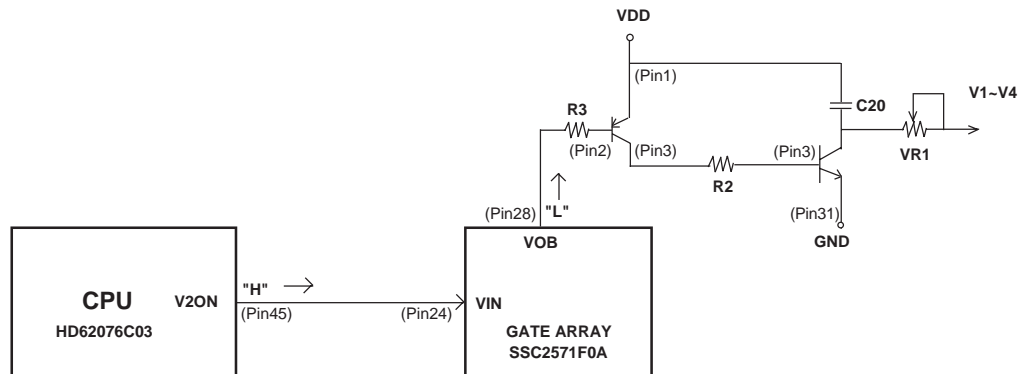 VDD
(Pin1)
C20
V1~V4
R3
(Pin2)
(Pin3)
(Pin3)
VR1
R2
(Pin28)
"L"
(Pin31)
GND
VOB
"H"
CPU
V2ON
(Pin45)
(Pin24)
VIN
HD62076C03
GATE ARRAY
SSC2571F0A